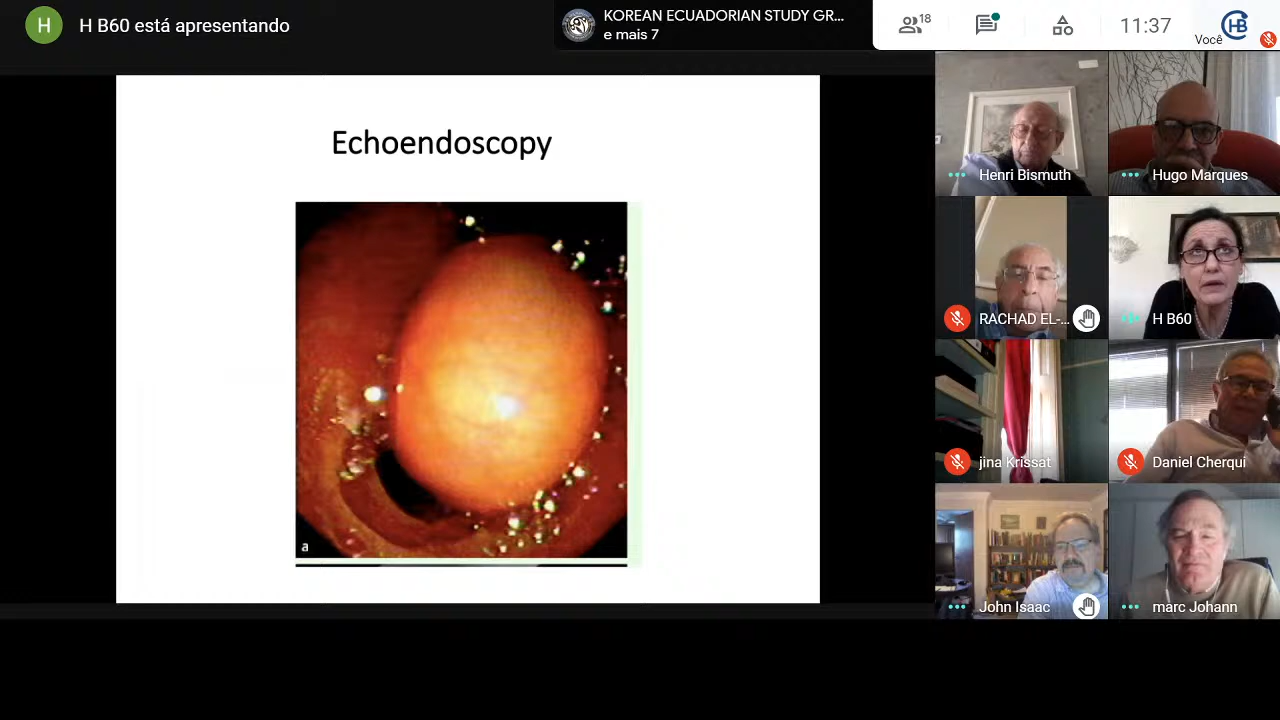 H
H B60 está apresentando
KOREAN ECUADORIAN STUDY GR...
e mais 7
18
11:37
Você
HB
Echoendoscopy
a
Henri Bismuth
Hugo Marques
RACHAD EL-...
H B60
jina Krissat
Daniel Cherqui
John Isaac
marc Johann